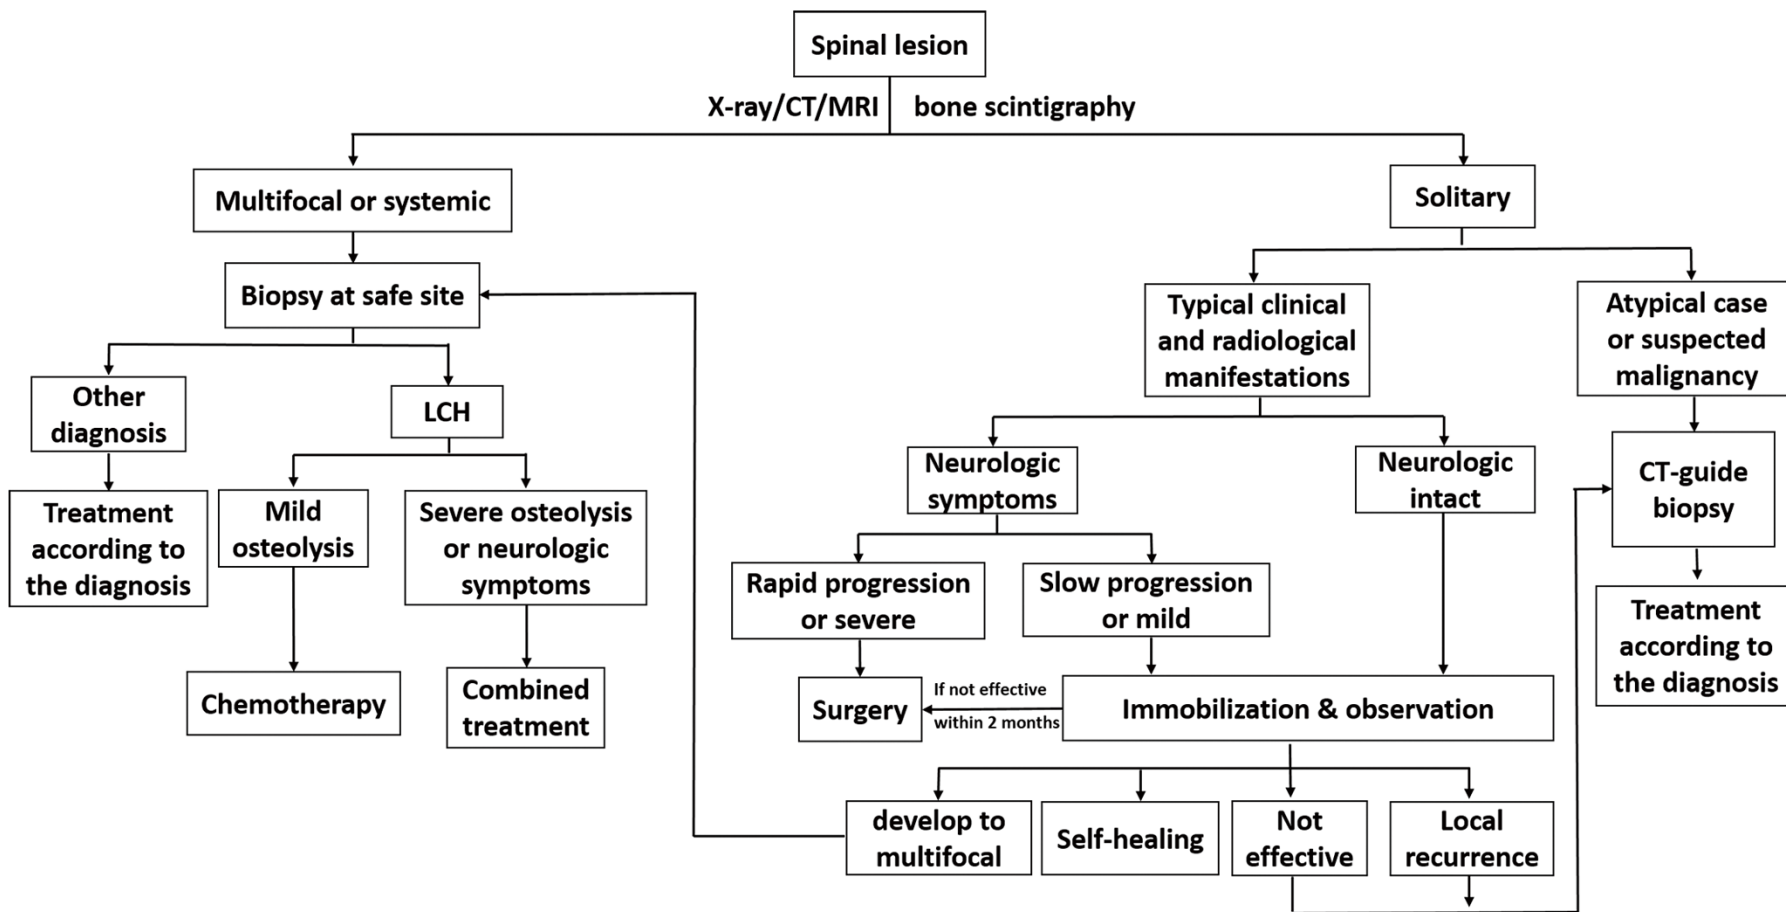 Spinal lesion
X-ray/CT/MRI
bone scintigraphy
Multifocal or systemic
Solitary
Biopsy at safe site
Typical clinical
and radiological
manifestations
Atypical case
or suspected
malignancy
Other
diagnosis
LCH
Neurologic
symptoms
Neurologic
intact
CT-guide
biopsy
Treatment
according to
the diagnosis
Mild
osteolysis
Severe osteolysis
or neurologic
symptoms
Rapid progression
or severe
Slow progression
or mild
Treatment
according to
the diagnosis
Chemotherapy
Combined
treatment
Surgery
If not effective
within 2 months
Immobilization & observation
develop to
multifocal
Self-healing
Not
effective
Local
recurrence